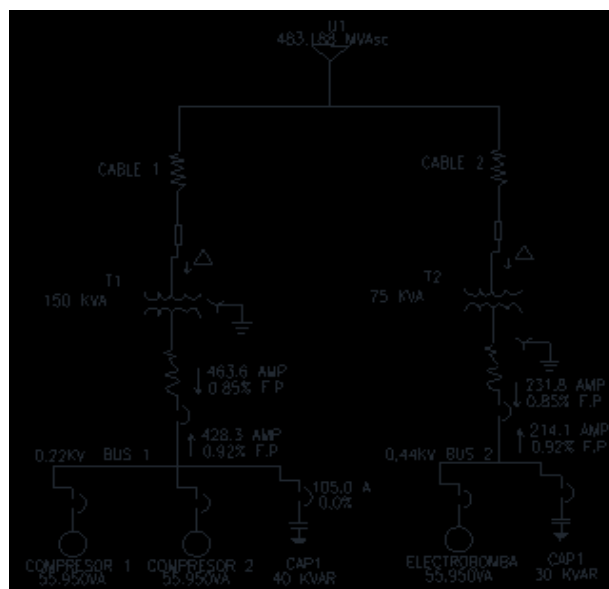 U1
483.188 MVAsc
CABLE 1
CABLE 2
T1
150 KVA
T2
75 KVA
463.6 AMP
0.85% F.P
231.8 AMP
0.85% F.P
428.3 AMP
0.92% F.P
214.1 AMP
0.92% F.P
0.22KV BUS 1
0.44KV BUS 2
105.0 A
0.0%
COMPRESOR 1
55.950VA
COMPRESOR 2
55.950VA
CAP1
40 KVAR
ELECTROBOMBA
55.950VA
CAP1
30 KVAR